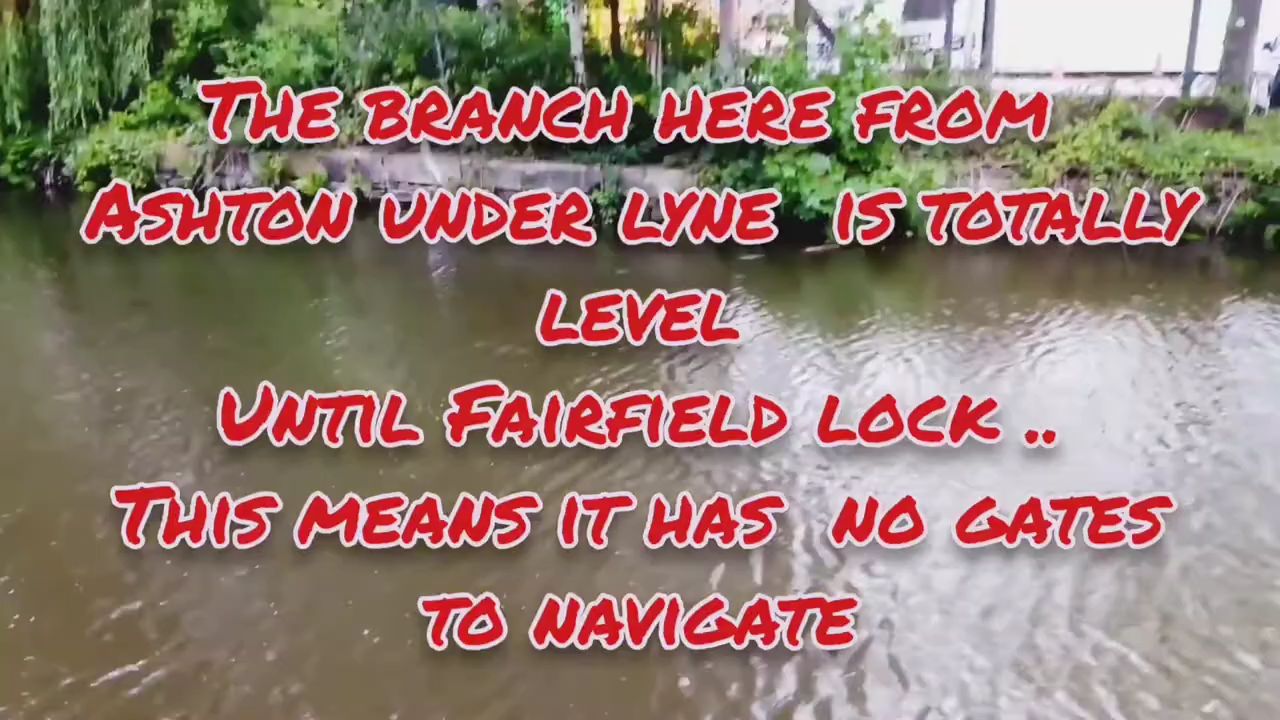 The branch here from
Ashton under lyne is totally
level
Until Fairfield lock ..
This means it has no gates
to navigate